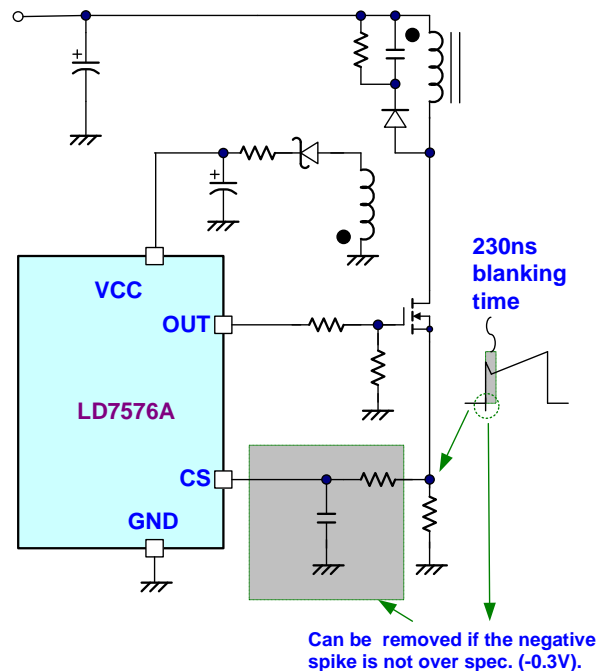 +
+
VCC
230ns
blanking
time
OUT
LD7576A
CS
GND
Can be removed if the negative
spike is not over spec. (-0.3V).